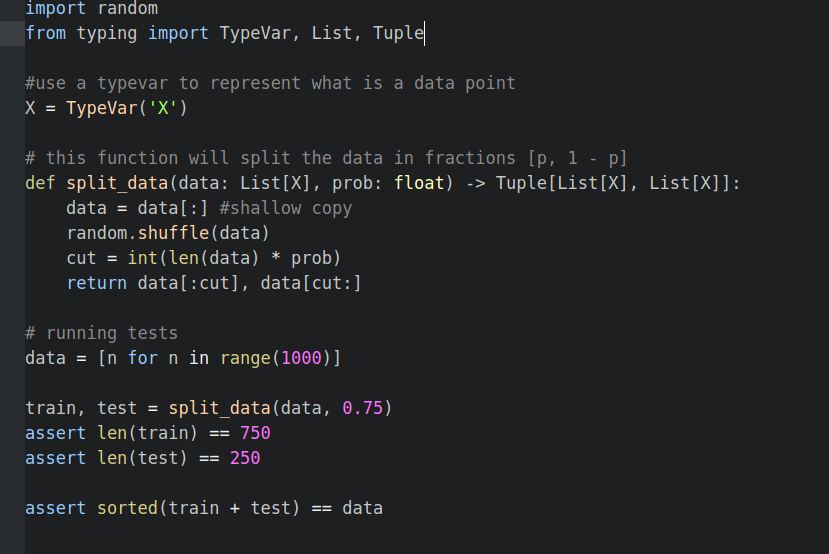 import random
from typing import TypeVar, List, Tuple
#use a typevar to represent what is a data point
X = TypeVar('X')
# this function will split the data in fractions [p, 1 - p]
def split_data(data: List[X], prob: float) -> Tuple[List[X], List[X]]:
data = data[:] #shallow copy
random.shuffle(data)
cut = int(len(data) * prob)
return data[:cut], data[cut:]
# running tests
data = [n for n in range(1000)]
train, test = split_data(data, 0.75)
assert len(train) == 750
assert len(test) == 250
assert sorted(train + test) == data